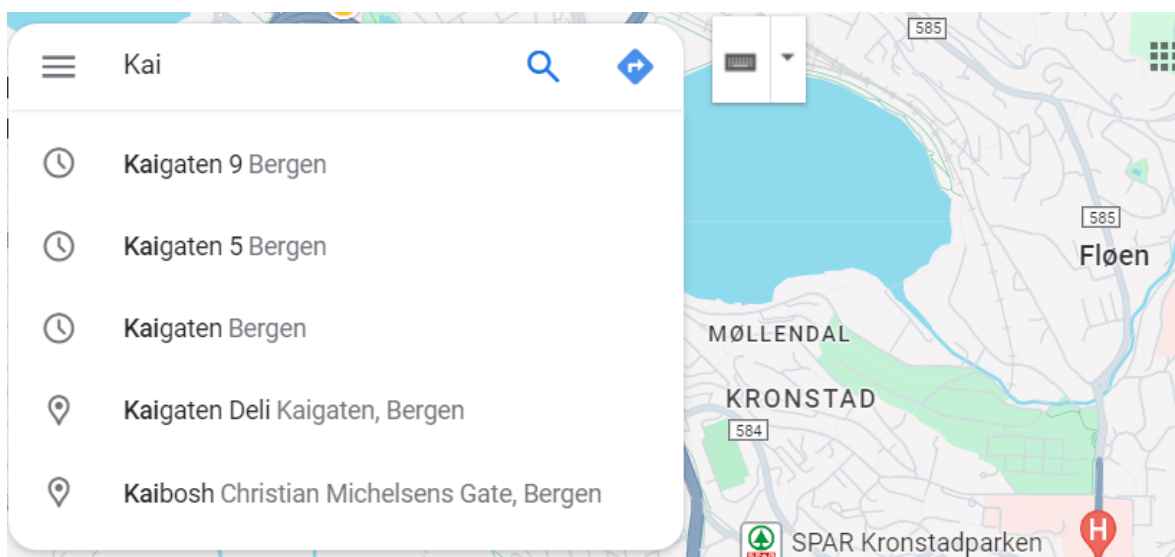 Kai
Kaigaten 9 Bergen
Kaigaten 5 Bergen
Kaigaten Bergen
Kaigaten Deli Kaigaten, Bergen
Kaibosh Christian Michelsens Gate, Bergen
585
585
Fløen
MØLLENDAL
KRONSTAD
584
SPAR
SPAR Kronstadparken
H